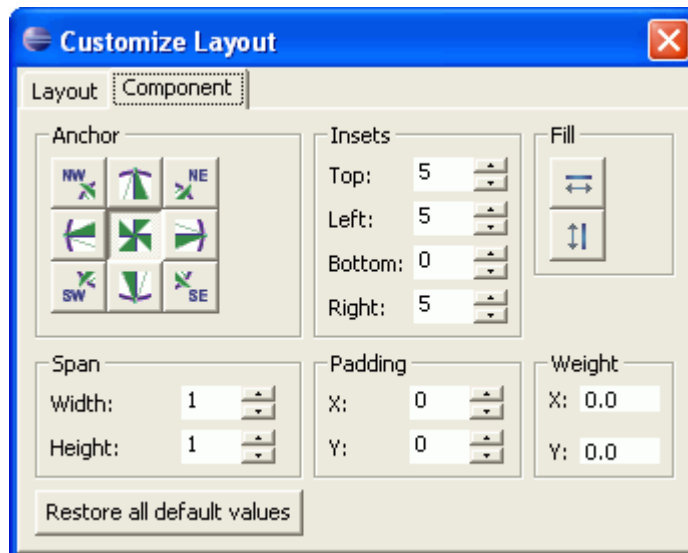 Customize Layout
Layout Component
Anchor
NW NE
SW SE
Insets
Top: 5
Left: 5
Bottom: 0
Right: 5
Fill
Span
Width: 1
Height: 1
Padding
X: 0
Y: 0
Weight
X: 0.0
Y: 0.0
Restore all default values